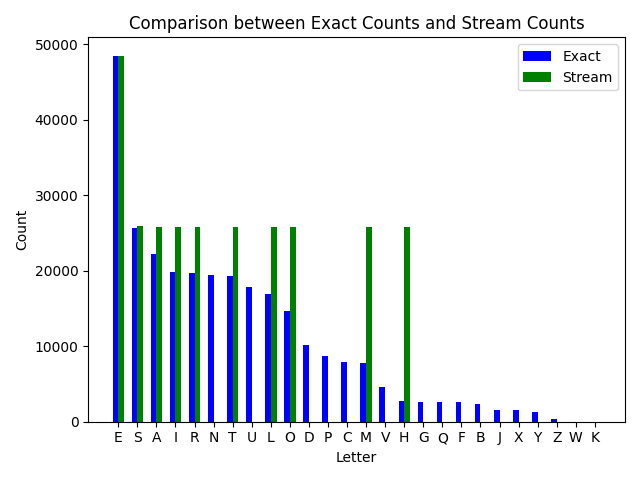 Comparison between Exact Counts and Stream Counts
Exact
Stream
50000
40000
30000
20000
10000
0
Count
E S A I R N T U L O D P C M V H G Q F B J X Y Z W K
Letter